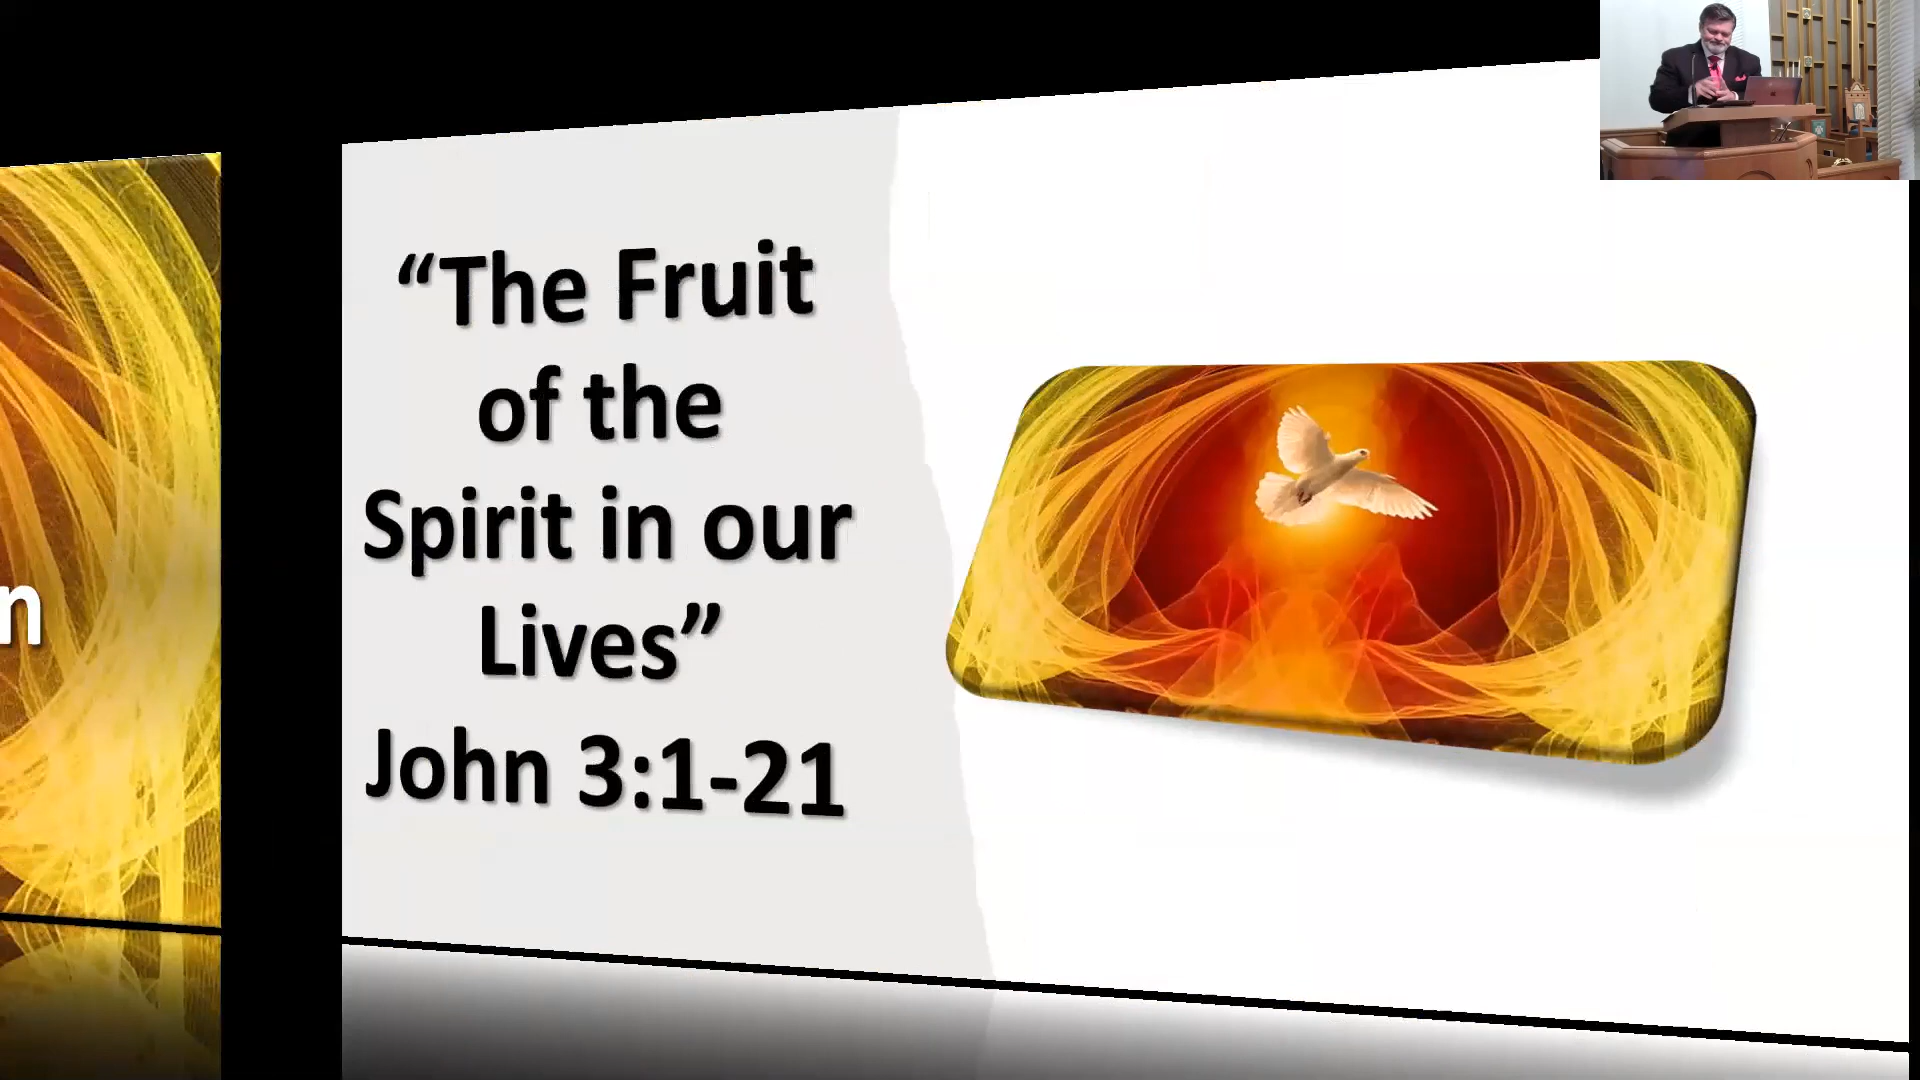 “The Fruit
of the
Spirit in our
Lives”
John 3:1-21
n